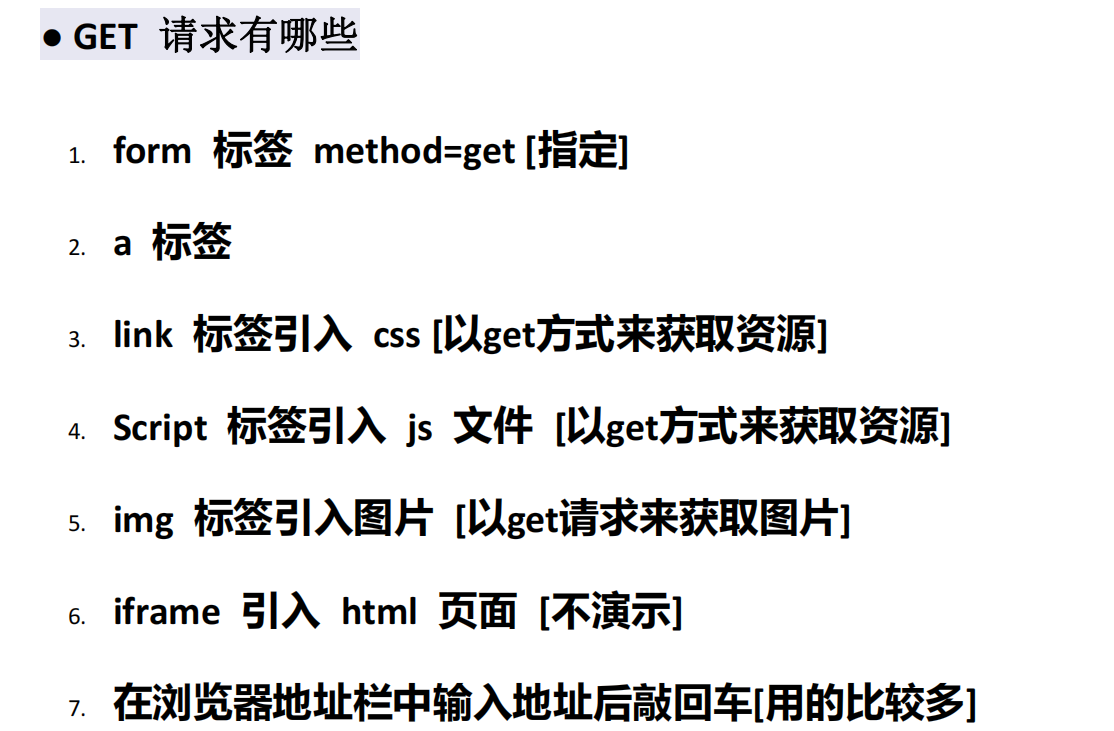 ● GET 请求有哪些
1. form 标签 method=get [指定]
2. a 标签
3. link 标签引入 css [以get方式来获取资源]
4. Script 标签引入 js 文件 [以get方式来获取资源]
5. img 标签引入图片 [以get请求来获取图片]
6. iframe 引入 html 页面 [不演示]
7. 在浏览器地址栏中输入地址后敲回车[用的比较多]